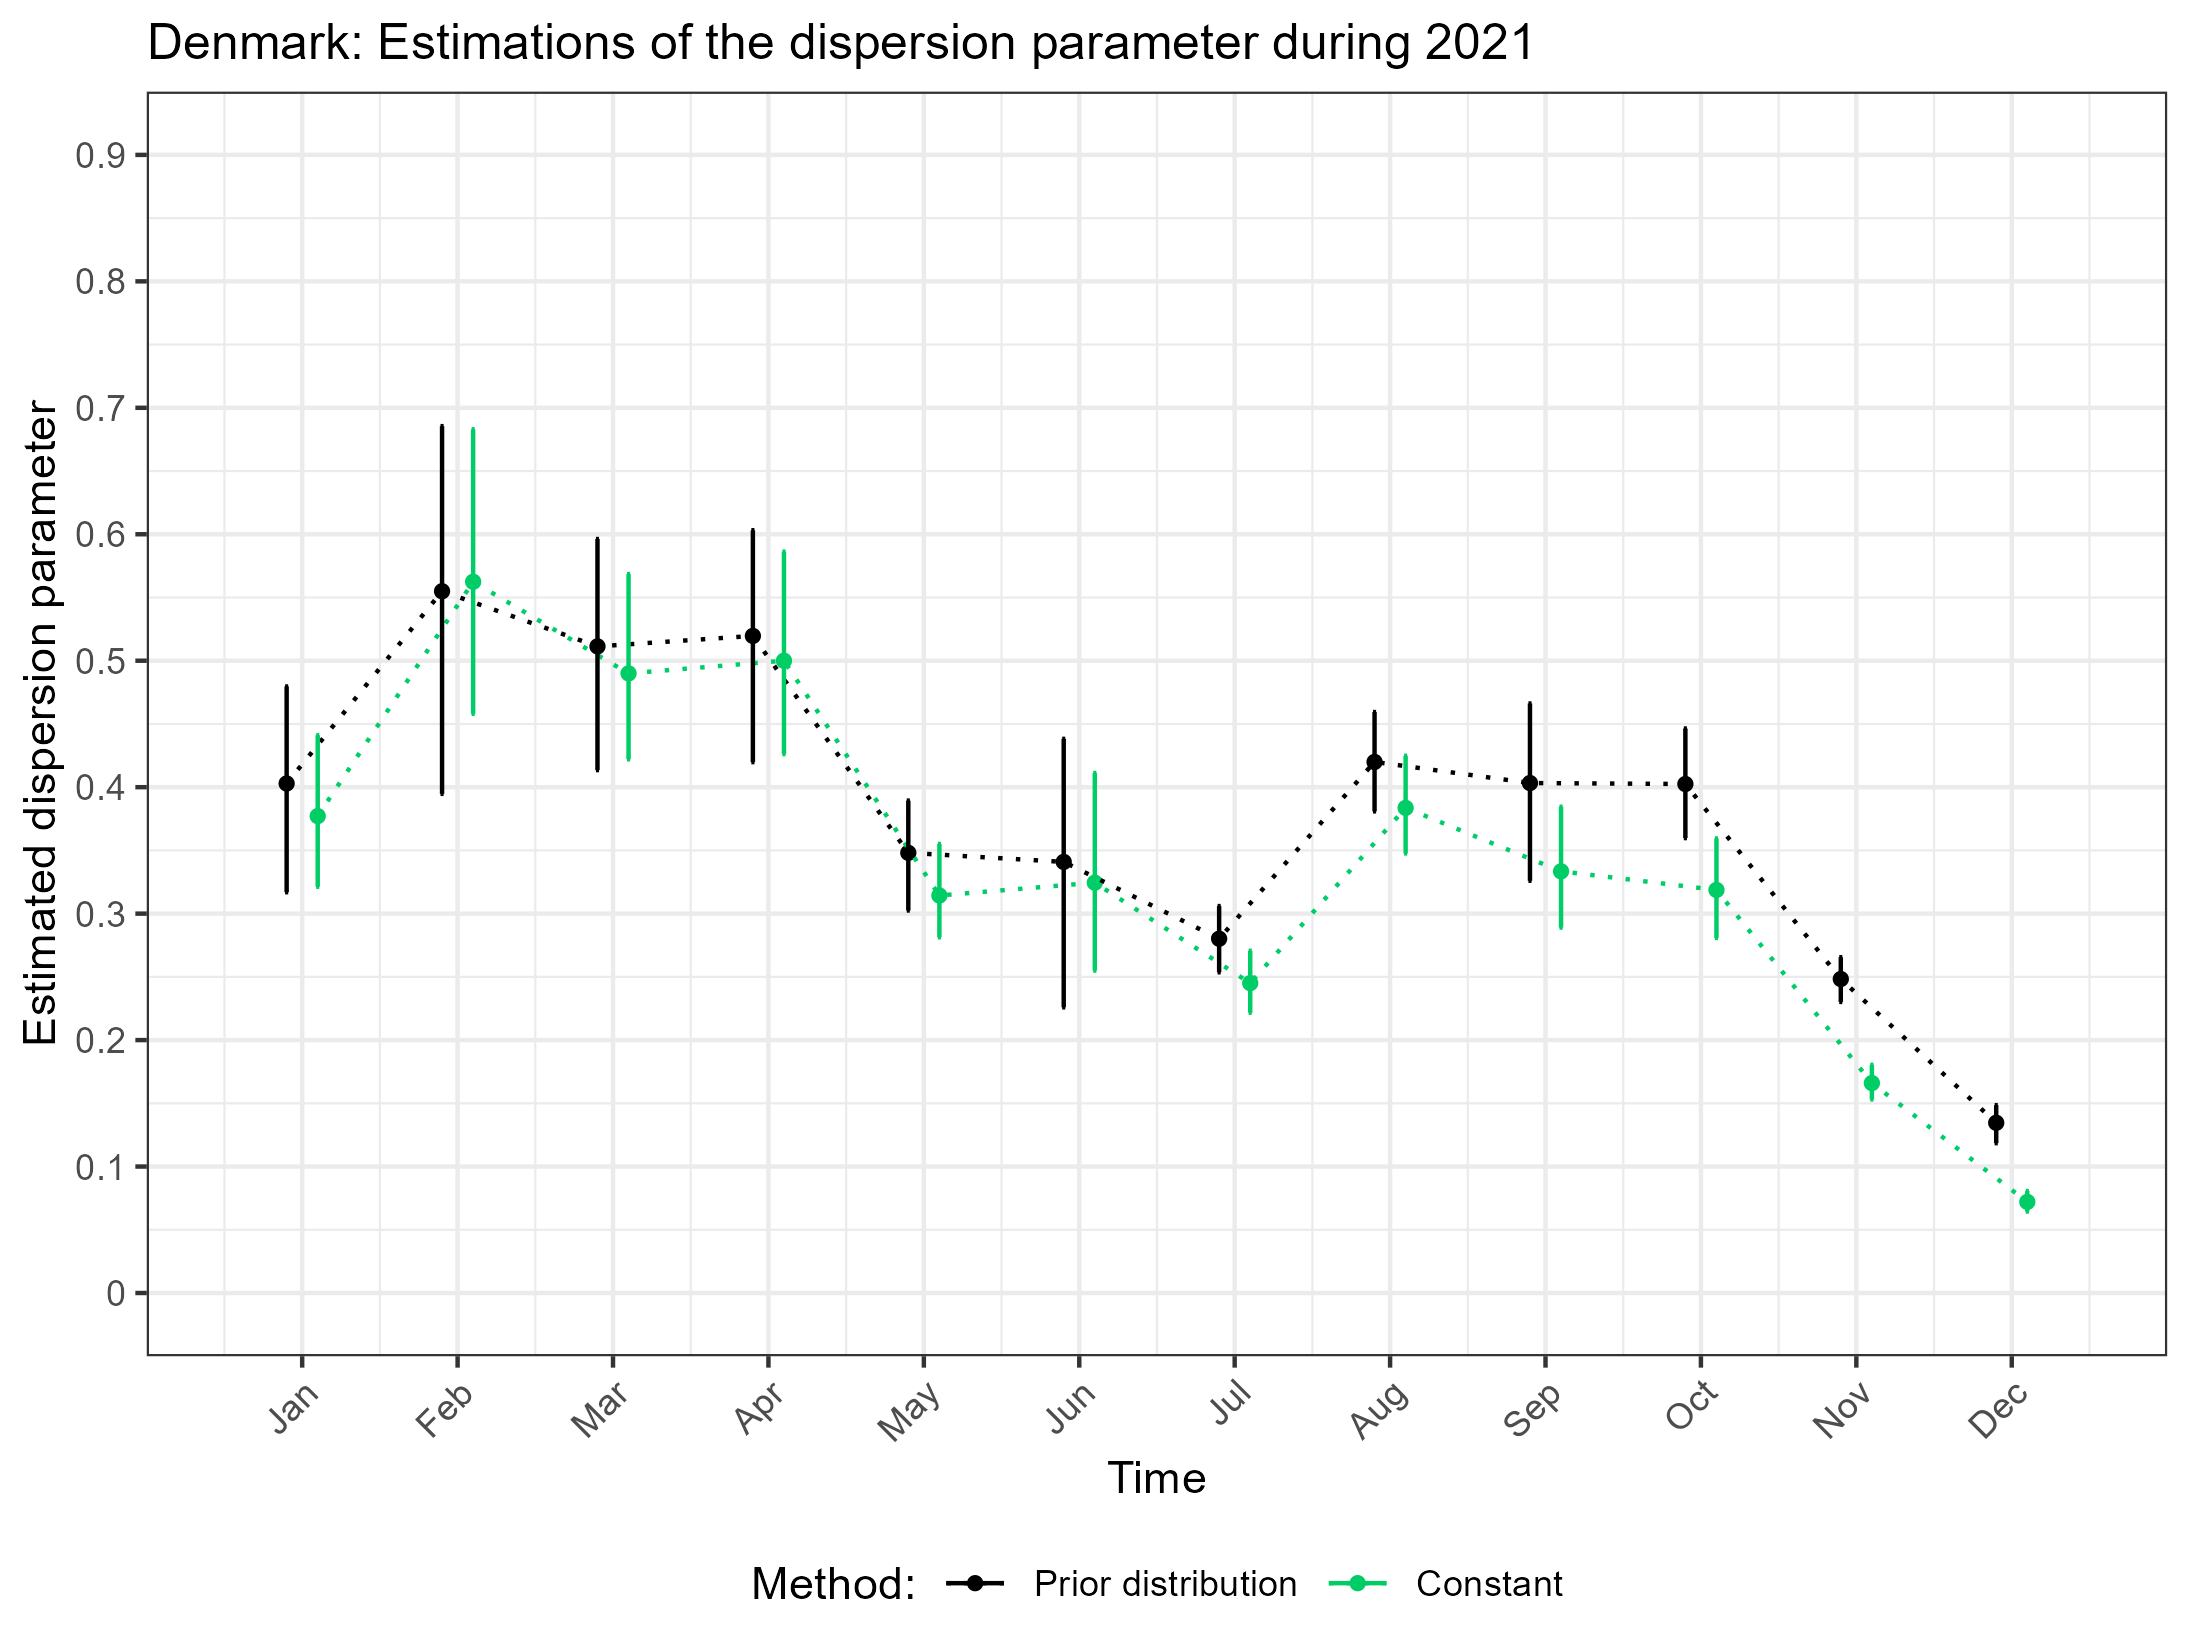 Denmark: Estimations of the dispersion parameter during 2021
Estimated dispersion parameter
0.9
0.8
0.7
0.6
0.5
0.4
0.3
0.2
0.1
0
Jan Feb Mar Apr May Jun Jul Aug Sep Oct Nov Dec
Time
Method: Prior distribution Constant